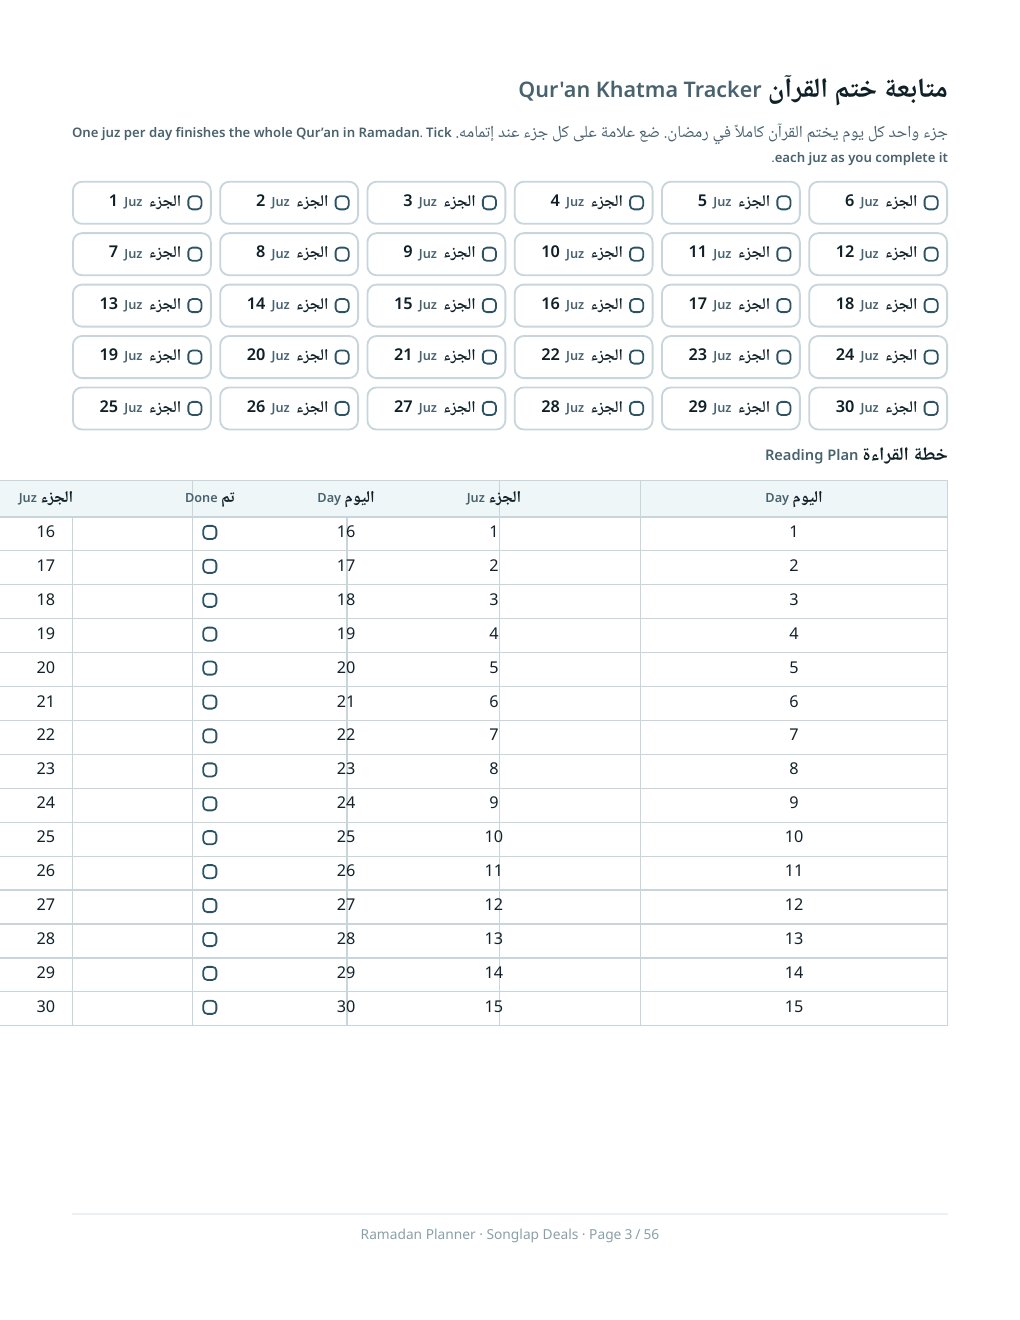 متابعة ختم القرآن Qur'an Khatma Tracker
جزء واحد كل يوم يختم القرآن كاملاً في رمضان. ضع علامة على كل جزء عند إتمامه. One juz per day finishes the whole Qur’an in Ramadan. Tick
each juz as you complete it.
الجزء Juz 6 الجزء Juz 5 الجزء Juz 4 الجزء Juz 3 الجزء Juz 2 الجزء Juz 1
الجزء Juz 12 الجزء Juz 11 الجزء Juz 10 الجزء Juz 9 الجزء Juz 8 الجزء Juz 7
الجزء Juz 18 الجزء Juz 17 الجزء Juz 16 الجزء Juz 15 الجزء Juz 14 الجزء Juz 13
الجزء Juz 24 الجزء Juz 23 الجزء Juz 22 الجزء Juz 21 الجزء Juz 20 الجزء Juz 19
الجزء Juz 30 الجزء Juz 29 الجزء Juz 28 الجزء Juz 27 الجزء Juz 26 الجزء Juz 25
خطة القراءة Reading Plan
اليوم Day الجزء Juz اليوم Day تم Done الجزء Juz
1 1 16 16
2 2 17 17
3 3 18 18
4 4 19 19
5 5 20 20
6 6 21 21
7 7 22 22
8 8 23 23
9 9 24 24
10 10 25 25
11 11 26 26
12 12 27 27
13 13 28 28
14 14 29 29
15 15 30 30
Ramadan Planner · Songlap Deals · Page 3 / 56